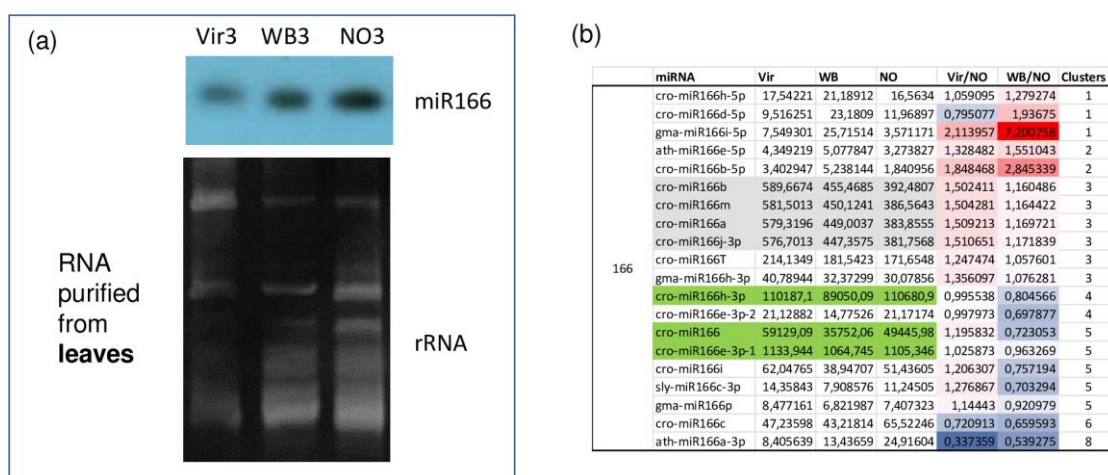 (a)
Vir3 WB3 NO3
miR166
RNA
purified
from
leaves
rRNA
(b)
miRNA Vir WB NO Vir/NO WB/NO Clusters
166
cro-miR166h-5p 17,54221 21,18912 16,5634 1,059095 1,279274 1
cro-miR166d-5p 9,516251 23,1809 11,96897 0,795077 1,93675 1
gma-miR166i-5p 7,549301 25,71514 3,571171 2,113957 7,200758 1
ath-miR166e-5p 4,349219 5,077847 3,273827 1,328482 1,551043 2
cro-miR166b-5p 3,402947 5,238144 1,840956 1,848468 2,845339 2
cro-miR166b 589,6674 455,4685 392,4807 1,502411 1,160486 3
cro-miR166m 581,5013 450,1241 386,5643 1,504281 1,164422 3
cro-miR166a 579,3196 449,0037 383,8555 1,509213 1,169721 3
cro-miR166j-3p 576,7013 447,3575 381,7568 1,510651 1,171839 3
cro-miR166T 214,1349 181,5423 171,6548 1,247474 1,057601 3
gma-miR166h-3p 40,78944 32,37299 30,07856 1,356097 1,076281 3
cro-miR166h-3p 110187,1 89050,09 110680,9 0,995538 0,804566 4
cro-miR166e-3p-2 21,12882 14,77526 21,17174 0,997973 0,697877 4
cro-miR166 59129,09 35752,06 49445,98 1,195832 0,723053 5
cro-miR166e-3p-1 1133,944 1064,745 1105,346 1,025873 0,963269 5
cro-miR166i 62,04765 38,94707 51,43605 1,206307 0,757194 5
sly-miR166c-3p 14,35843 7,908576 11,24505 1,276867 0,703294 5
gma-miR166p 8,477161 6,821987 7,407323 1,14443 0,920979 5
cro-miR166c 47,23598 43,21814 65,52246 0,720913 0,659593 6
ath-miR166a-3p 8,405639 13,43659 24,91604 0,337359 0,539275 8